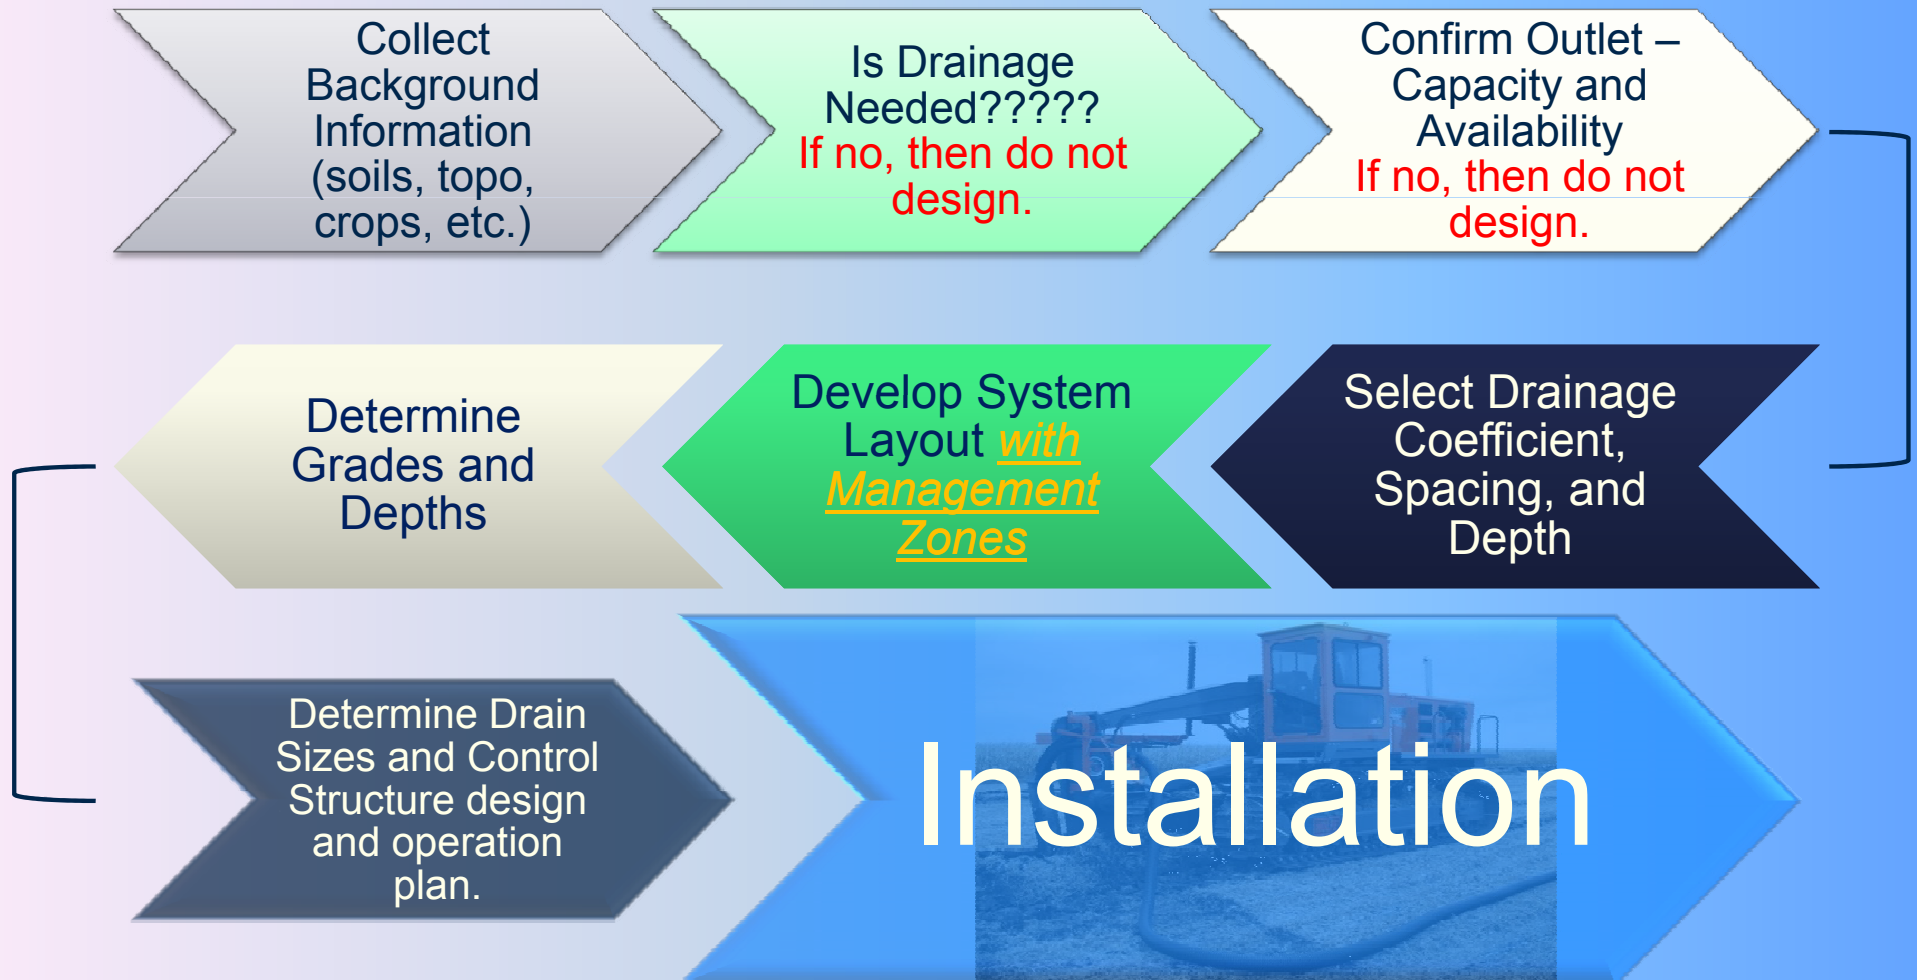 Collect
Background
Information
(soils, topo,
crops, etc.)
Is Drainage
Needed?????
If no, then do not
design.
Confirm Outlet –
Capacity and
Availability
If no, then do not
design.
Select Drainage
Coefficient,
Spacing, and
Depth
Develop System
Layout with
Management
Zones
Determine
Grades and
Depths
Determine Drain
Sizes and Control
Structure design
and operation
plan.
Installation